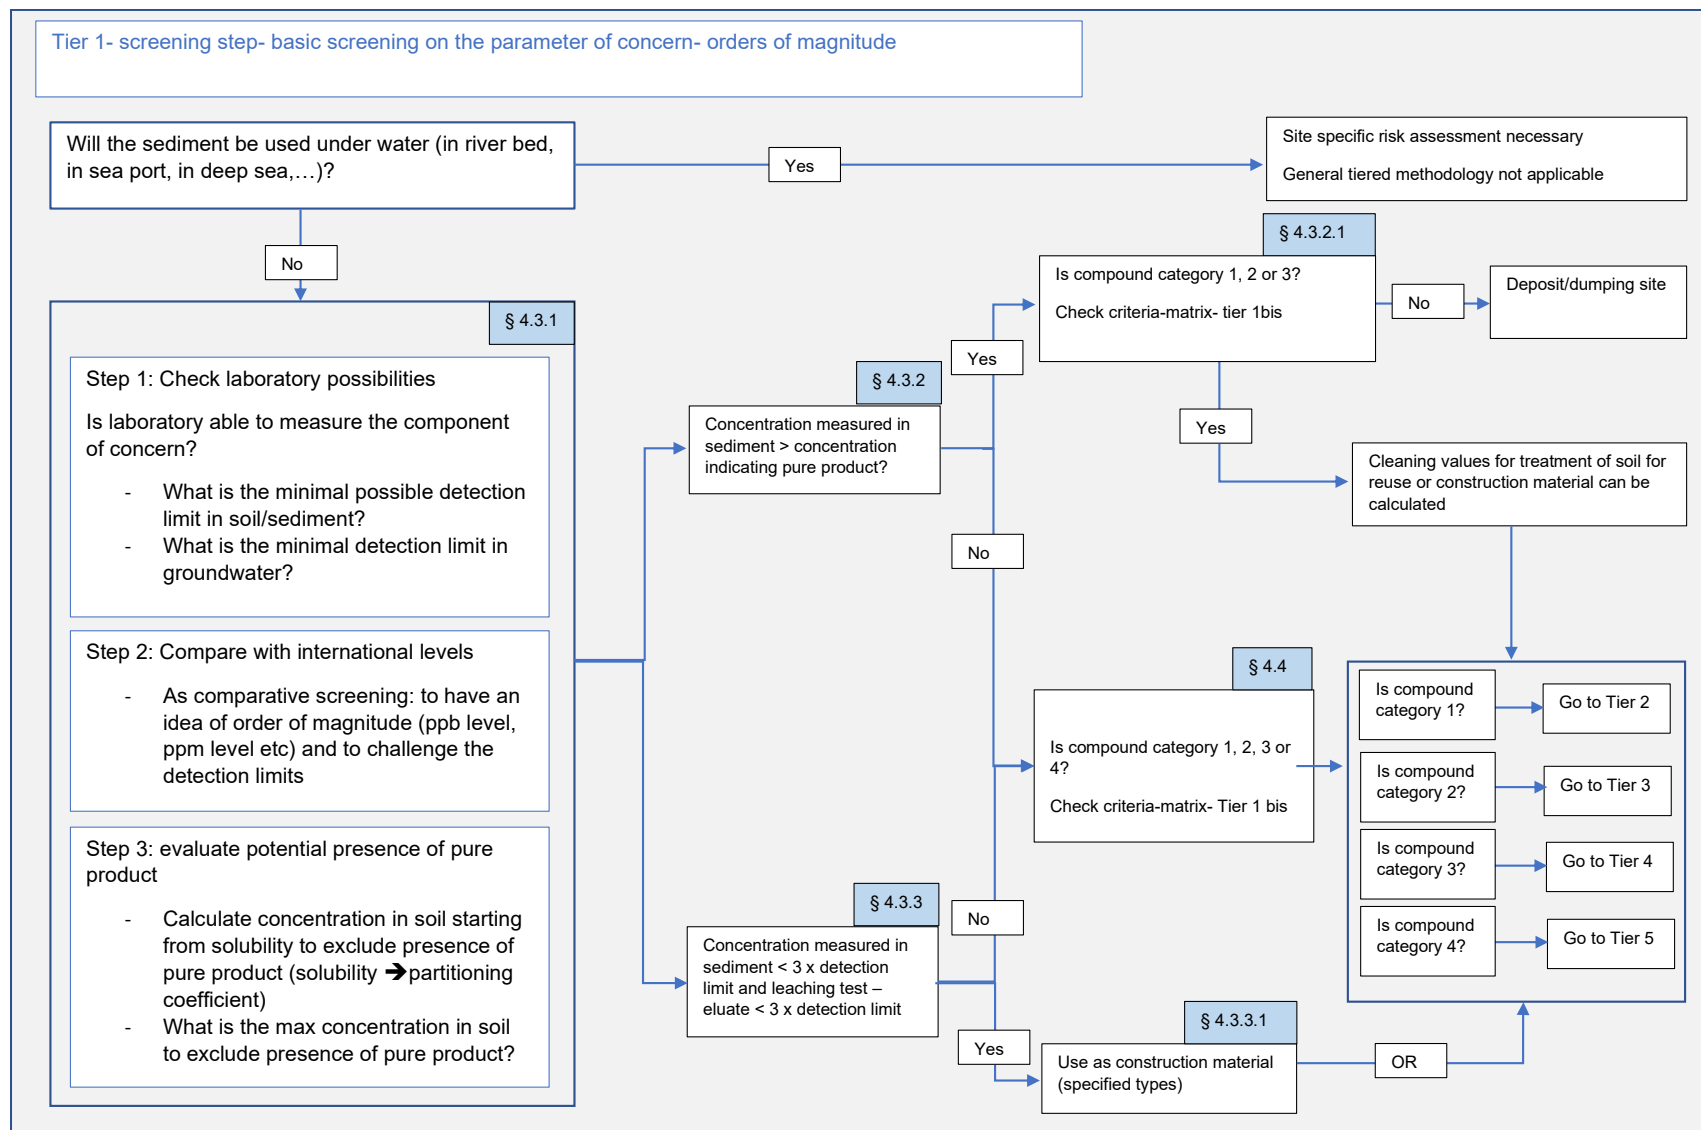 Tier 1- screening step- basic screening on the parameter of concern- orders of magnitude
Will the sediment be used under water (in river bed,
in sea port, in deep sea,…)?
Yes
Site specific risk assessment necessary
General tiered methodology not applicable
No
§ 4.3.1
Step 1: Check laboratory possibilities
Is laboratory able to measure the component
of concern?
- What is the minimal possible detection
limit in soil/sediment?
- What is the minimal detection limit in
groundwater?
Step 2: Compare with international levels
- As comparative screening: to have an
idea of order of magnitude (ppb level,
ppm level etc) and to challenge the
detection limits
Step 3: evaluate potential presence of pure
product
- Calculate concentration in soil starting
from solubility to exclude presence of
pure product (solubility ➔partitioning
coefficient)
- What is the max concentration in soil
to exclude presence of pure product?
§ 4.3.2
Concentration measured in
sediment > concentration
indicating pure product?
Yes
No
§ 4.3.2.1
Is compound category 1, 2 or 3?
Check criteria-matrix- tier 1bis
No
Deposit/dumping site
Yes
Cleaning values for treatment of soil for
reuse or construction material can be
calculated
§ 4.4
Is compound category 1, 2, 3 or
4?
Check criteria-matrix- Tier 1 bis
§ 4.3.3
Concentration measured in
sediment < 3 x detection
limit and leaching test –
eluate < 3 x detection limit
No
Yes
§ 4.3.3.1
Use as construction material
(specified types)
OR
Is compound
category 1?
Go to Tier 2
Is compound
category 2?
Go to Tier 3
Is compound
category 3?
Go to Tier 4
Is compound
category 4?
Go to Tier 5